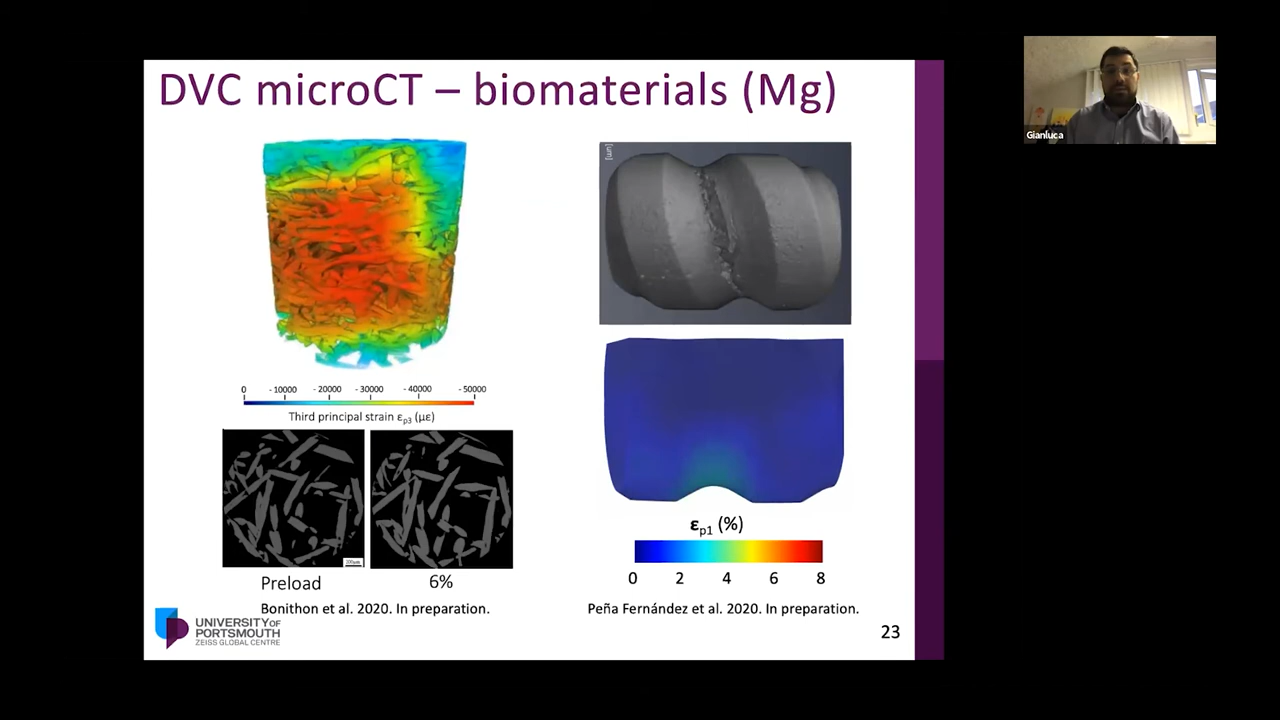 DVC microCT – biomaterials (Mg)
Gianluca
[um]
0 - 10000 - 20000 - 30000 - 40000 - 50000
Third principal strain εp3 (µε)
200µm
Preload 6%
Bonithon et al. 2020. In preparation.
εp1 (%)
0 2 4 6 8
Peña Fernández et al. 2020. In preparation.
UNIVERSITY OF
PORTSMOUTH
ZEISS GLOBAL CENTRE
23